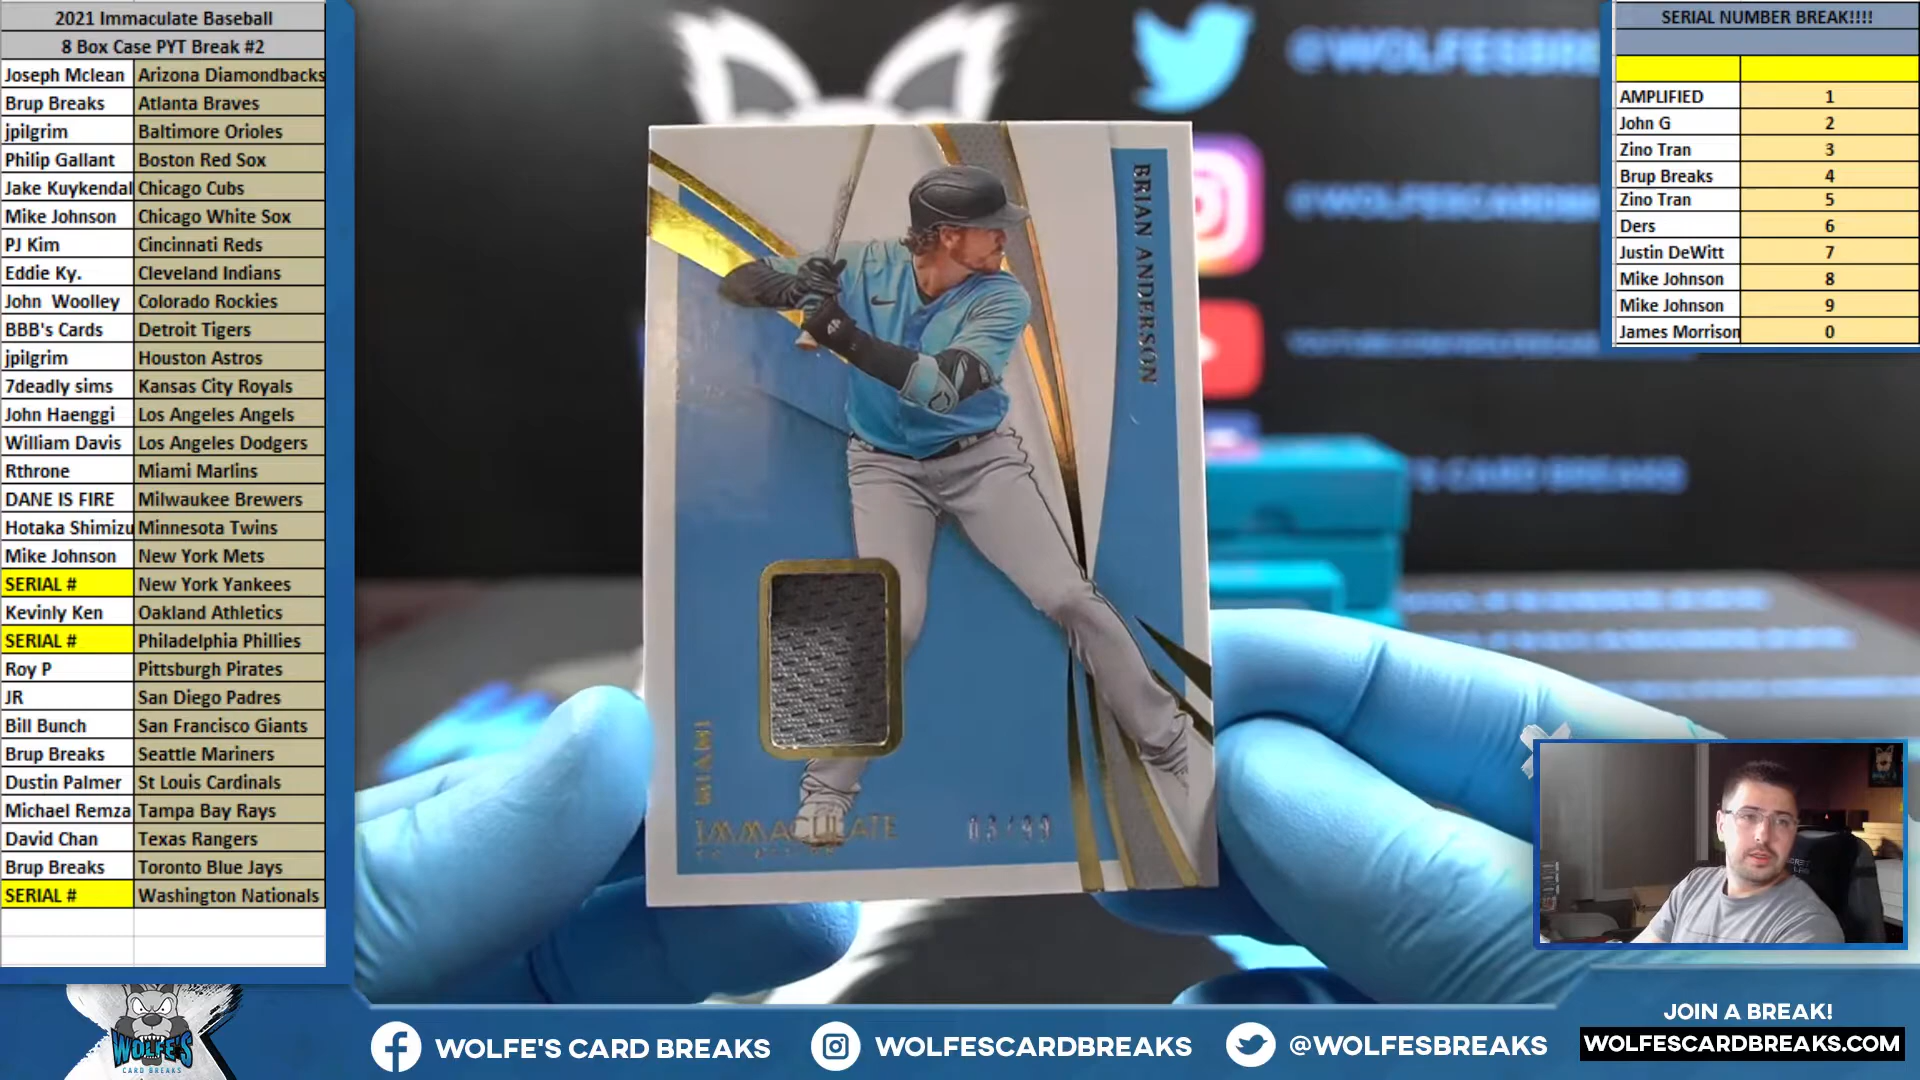 2021 Immaculate Baseball
8 Box Case PYT Break #2
Joseph Mclean Arizona Diamondbacks
Brup Breaks Atlanta Braves
jpilgrim Baltimore Orioles
Philip Gallant Boston Red Sox
Jake Kuykendal Chicago Cubs
Mike Johnson Chicago White Sox
PJ Kim Cincinnati Reds
Eddie Ky. Cleveland Indians
John Woolley Colorado Rockies
BBB's Cards Detroit Tigers
jpilgrim Houston Astros
7deadly sims Kansas City Royals
John Haenggi Los Angeles Angels
William Davis Los Angeles Dodgers
Rthrone Miami Marlins
DANE IS FIRE Milwaukee Brewers
Hotaka Shimizu Minnesota Twins
Mike Johnson New York Mets
SERIAL # New York Yankees
Kevinly Ken Oakland Athletics
SERIAL # Philadelphia Phillies
Roy P Pittsburgh Pirates
JR San Diego Padres
Bill Bunch San Francisco Giants
Brup Breaks Seattle Mariners
Dustin Palmer St Louis Cardinals
Michael Remza Tampa Bay Rays
David Chan Texas Rangers
Brup Breaks Toronto Blue Jays
SERIAL # Washington Nationals
BRIAN ANDERSON
MIAMI
IMMACULATE
03/99
@WOLFESBRE
@WOLFESCARDB
'S CARD BREAKS
SERIAL NUMBER BREAK!!!!
AMPLIFIED 1
John G 2
Zino Tran 3
Brup Breaks 4
Zino Tran 5
Ders 6
Justin DeWitt 7
Mike Johnson 8
Mike Johnson 9
James Morrison 0
WOLFE'S
CARD BREAKS
WOLFE'S CARD BREAKS
WOLFESCARDBREAKS
@WOLFESBREAKS
JOIN A BREAK!
WOLFESCARDBREAKS.COM